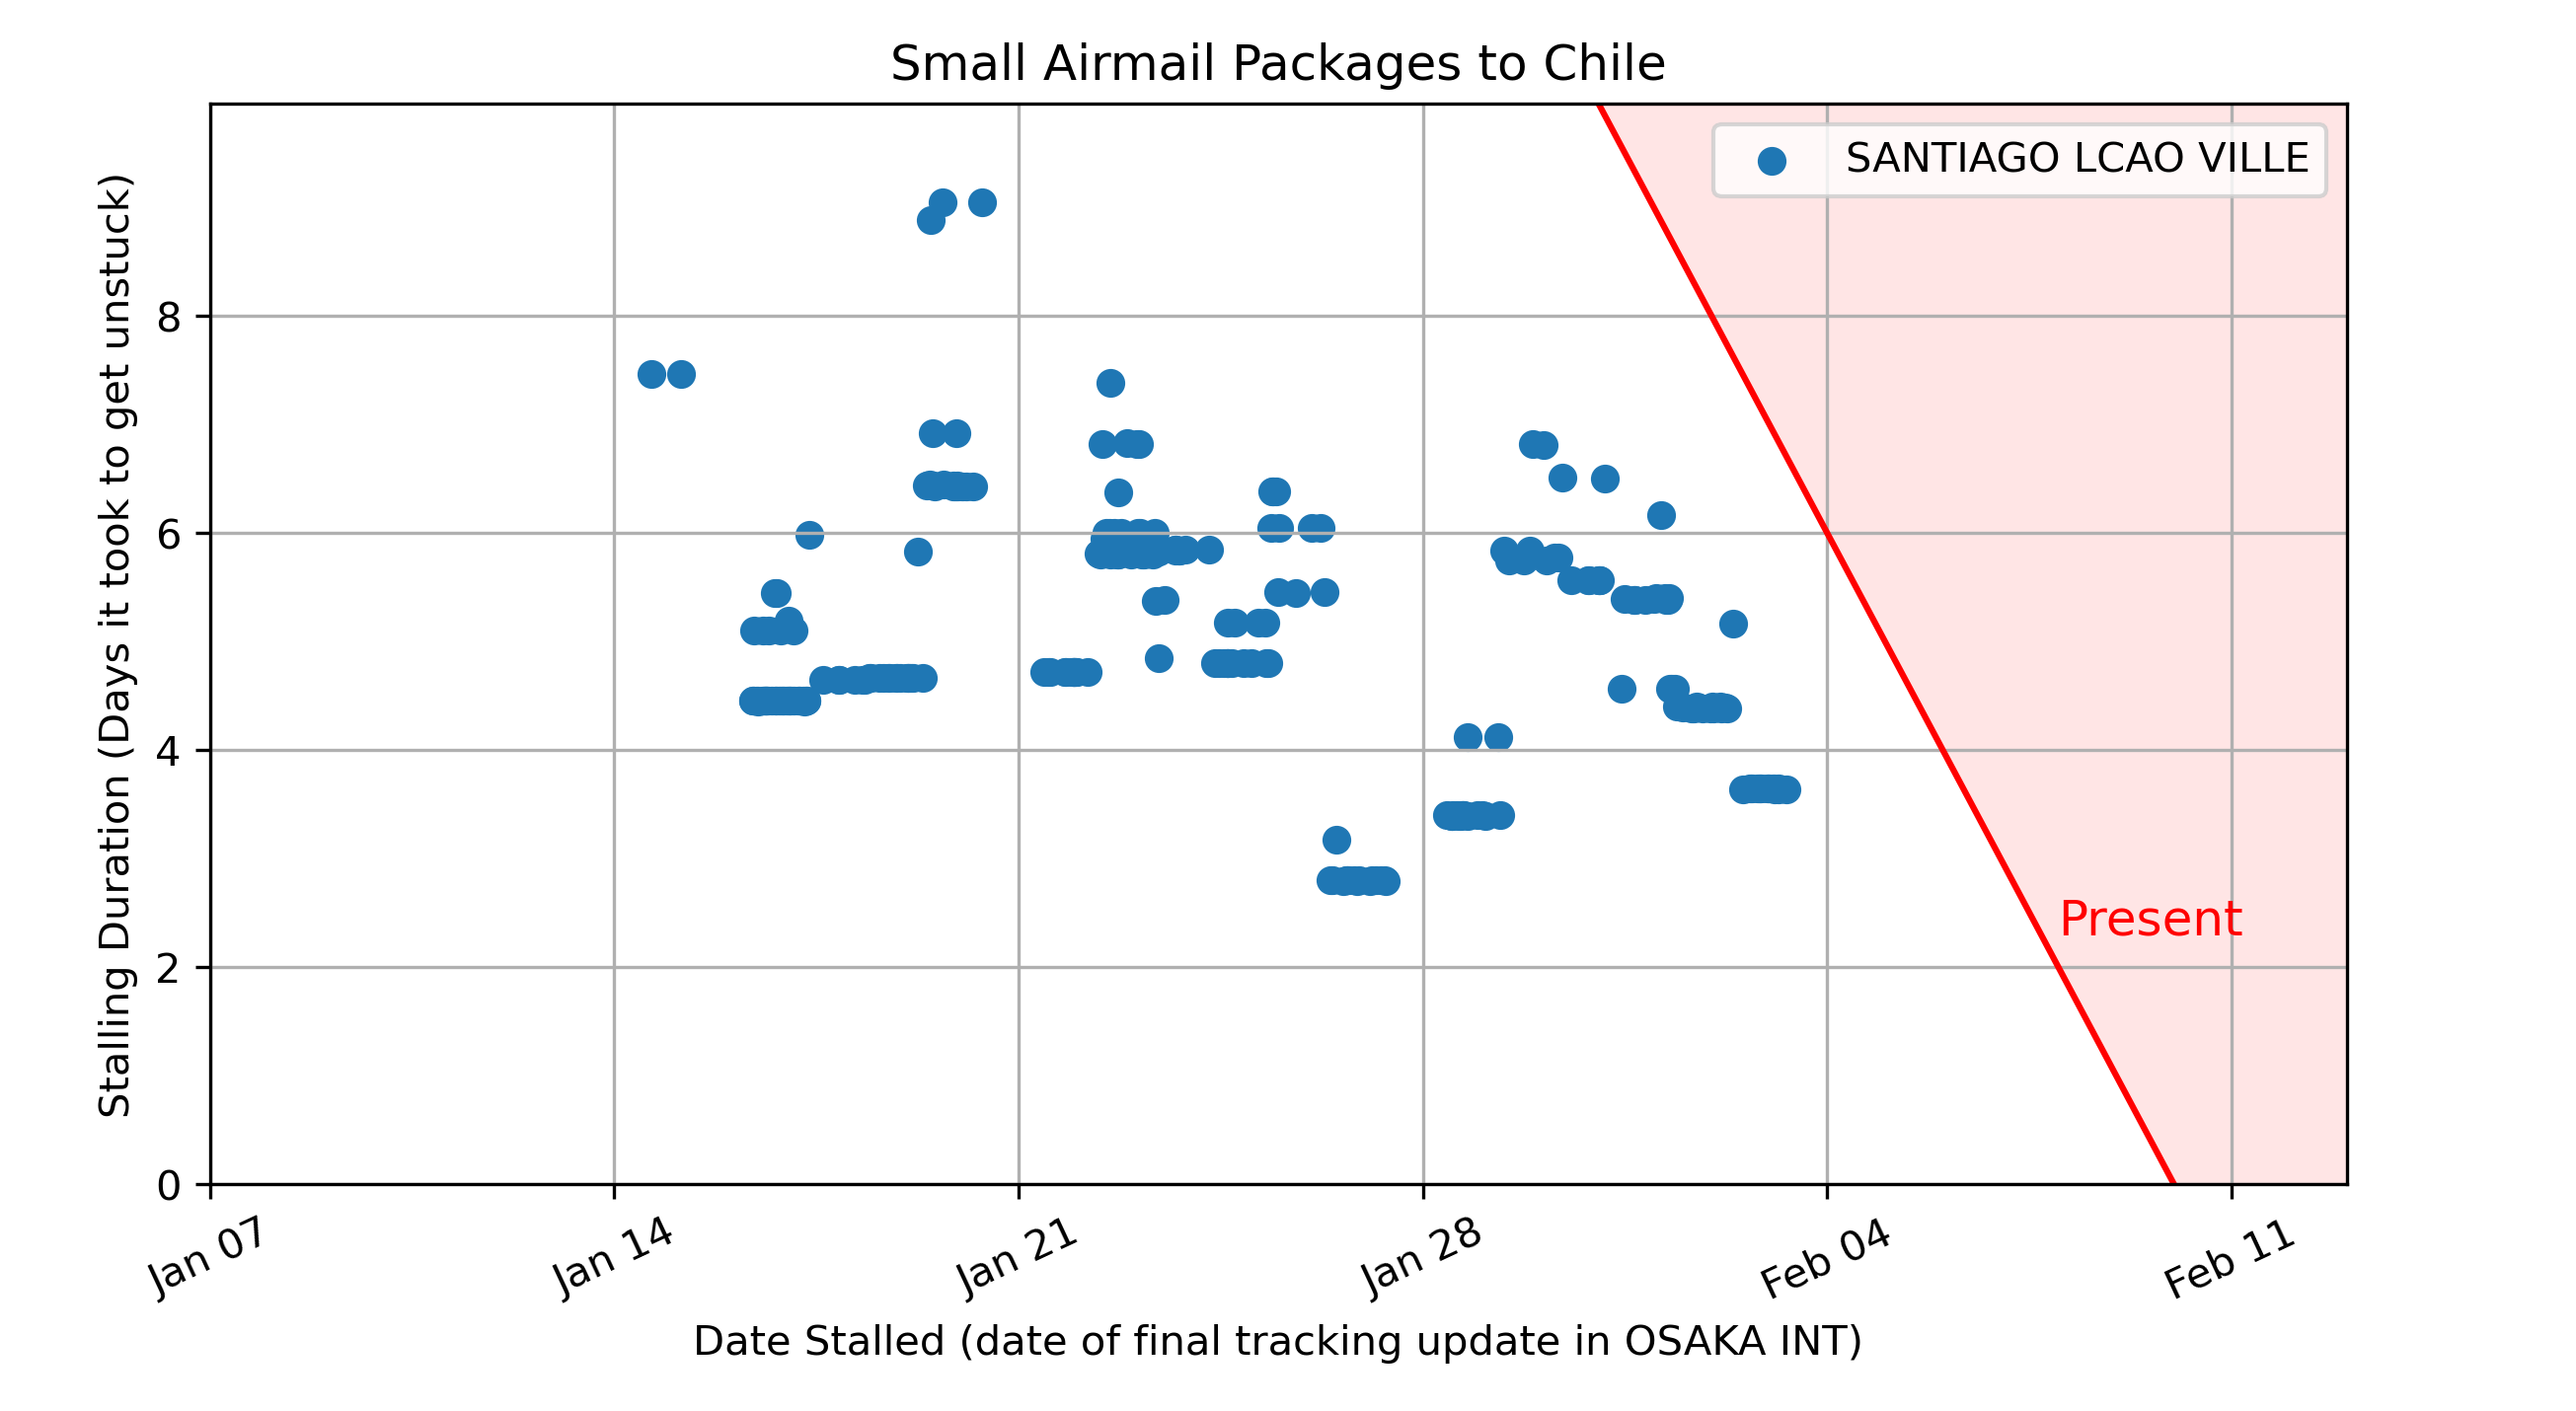 Small Airmail Packages to Chile
SANTIAGO LCAO VILLE
Stalling Duration (Days it took to get unstuck)
8
6
4
2
0
Present
Jan 07
Jan 14
Jan 21
Jan 28
Feb 04
Feb 11
Date Stalled (date of final tracking update in OSAKA INT)